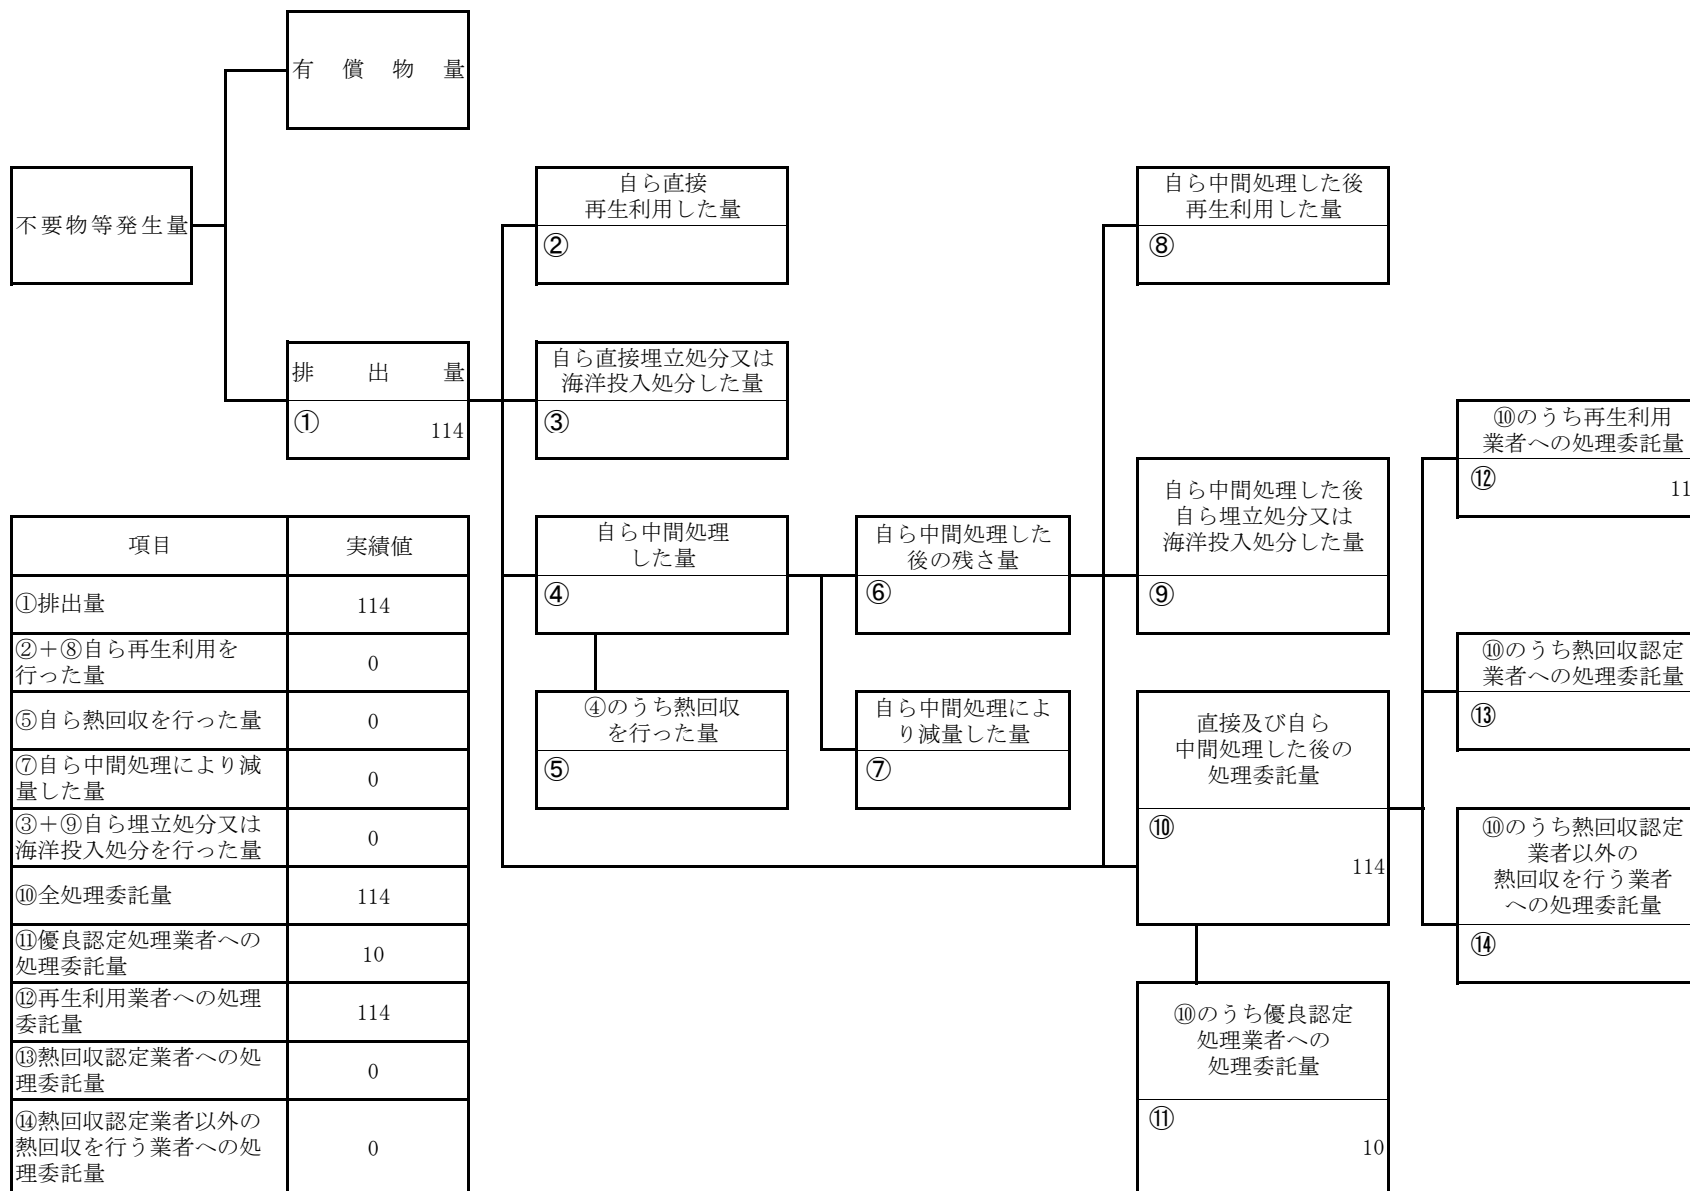 有償物量
不要物等発生量
排出量
① 114
自ら直接
再生利用した量
②
自ら直接埋立処分又は
海洋投入処分した量
③
自ら中間処理
した量
④
④のうち熱回収
を行った量
⑤
自ら中間処理した
後の残さ量
⑥
自ら中間処理によ
り減量した量
⑦
自ら中間処理した後
再生利用した量
⑧
自ら中間処理した後
自ら埋立処分又は
海洋投入処分した量
⑨
直接及び自ら
中間処理した後の
処理委託量
⑩
114
⑩のうち優良認定
処理業者への
処理委託量
⑪
10
⑩のうち再生利用
業者への処理委託量
⑫
11
⑩のうち熱回収認定
業者への処理委託量
⑬
⑩のうち熱回収認定
業者以外の
熱回収を行う業者
への処理委託量
⑭
項目 実績値
①排出量 114
②+⑧自ら再生利用を
行った量 0
⑤自ら熱回収を行った量 0
⑦自ら中間処理により減
量した量 0
③+⑨自ら埋立処分又は
海洋投入処分を行った量 0
⑩全処理委託量 114
⑪優良認定処理業者への
処理委託量 10
⑫再生利用業者への処理
委託量 114
⑬熱回収認定業者への処
理委託量 0
⑭熱回収認定業者以外の
熱回収を行う業者への処 0
理委託量